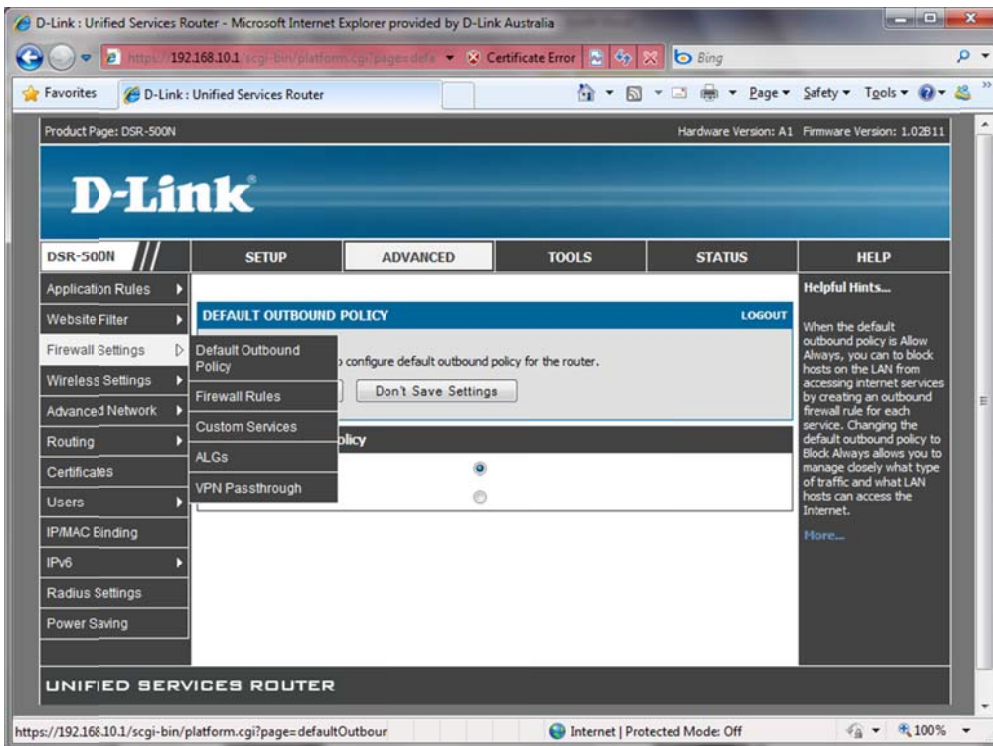 D-Link : Unified Services Router - Microsoft Internet Explorer provided by D-Link Australia
https://192.168.10.1/scgi-bin/platform.cgi?page=defa
Certificate Error
Bing
Favorites
D-Link : Unified Services Router
Page
Safety
Tools
Product Page: DSR-500N
Hardware Version: A1
Firmware Version: 1.02B11
D-Link
DSR-500N
SETUP
ADVANCED
TOOLS
STATUS
HELP
Application Rules
Website Filter
Firewall Settings
Wireless Settings
Advanced Network
Routing
Certificates
Users
IP/MAC Binding
IPv6
Radius Settings
Power Saving
Default Outbound
Policy
Firewall Rules
Custom Services
ALGs
VPN Passthrough
DEFAULT OUTBOUND POLICY
LOGOUT
configure default outbound policy for the router.
Don't Save Settings
olicy
Helpful Hints...
When the default
outbound policy is Allow
Always, you can to block
hosts on the LAN from
accessing internet services
by creating an outbound
firewall rule for each
service. Changing the
default outbound policy to
Block Always allows you to
manage closely what type
of traffic and what LAN
hosts can access the
Internet.
More...
UNIFIED SERVICES ROUTER
https://192.168.10.1/scgi-bin/platform.cgi?page=defaultOutbour
Internet | Protected Mode: Off
100%